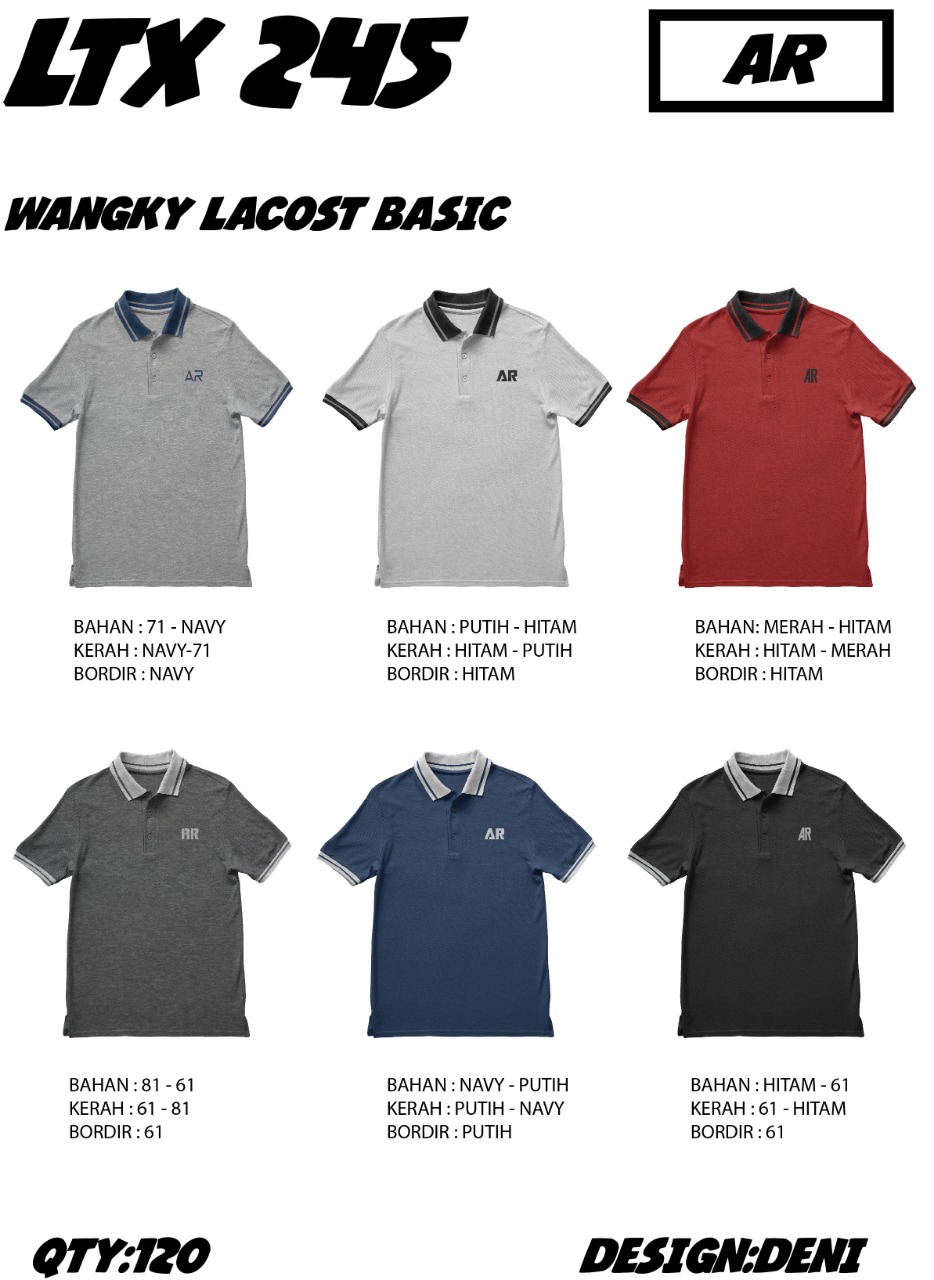 LTX 245
AR
WANGKY LACOST BASIC
AR
AR
AR
BAHAN : 71 - NAVY
KERAH : NAVY-71
BORDIR : NAVY
BAHAN : PUTIH - HITAM
KERAH : HITAM - PUTIH
BORDIR : HITAM
BAHAN: MERAH - HITAM
KERAH : HITAM - MERAH
BORDIR : HITAM
AR
AR
AR
BAHAN : 81 - 61
KERAH : 61 - 81
BORDIR : 61
BAHAN : NAVY - PUTIH
KERAH : PUTIH - NAVY
BORDIR : PUTIH
BAHAN : HITAM - 61
KERAH : 61 - HITAM
BORDIR : 61
QTY:120
DESIGN:DENI